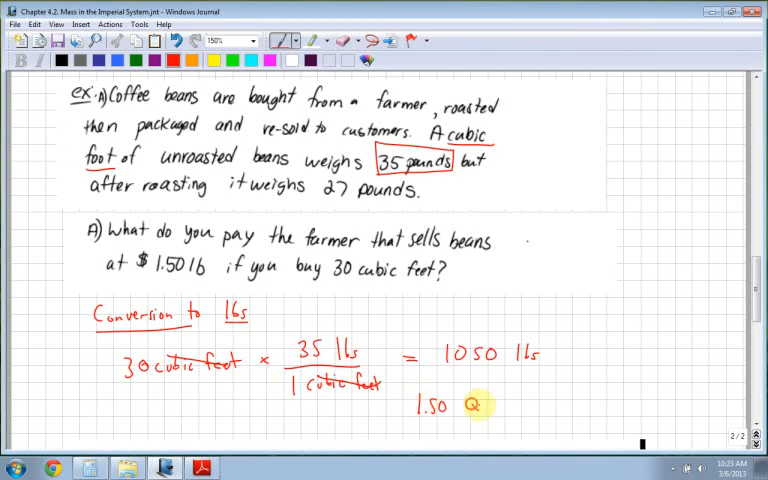 Chapter 4.2. Mass in the Imperial System.jnt - Windows Journal
File Edit View Insert Actions Tools Help
150%
B I
ex: A) Coffee beans are bought from a farmer, roasted
then packaged and re-sold to customers. A cubic
foot of unroasted beans weighs 35 pounds but
after roasting it weighs 27 pounds.
A) What do you pay the farmer that sells beans
at $1.50 lb if you buy 30 cubic feet?
Conversion to lbs
30 cubic feet × 35 lbs = 1050 lbs
1 cubic feet
1.50
2 / 2
10:23 AM
3/6/2013